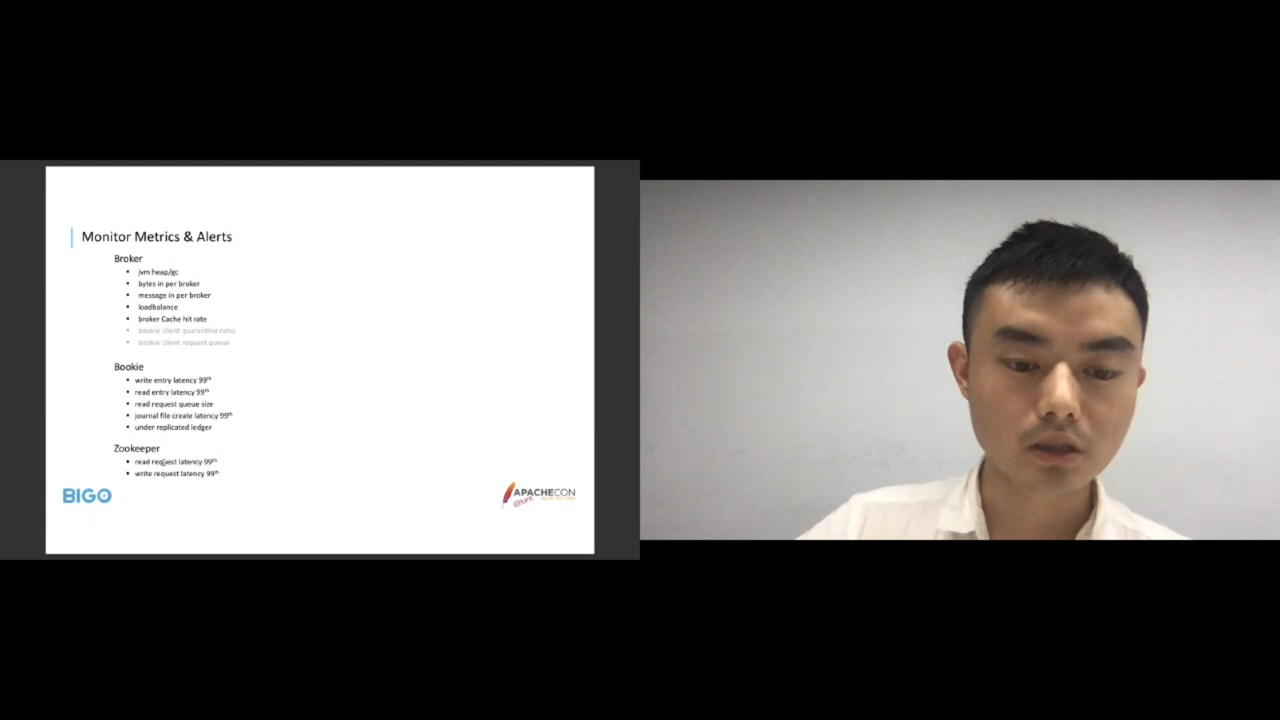 Monitor Metrics & Alerts
Broker
▪ jvm heap/gc
▪ bytes in per broker
▪ message in per broker
▪ loadbalance
▪ broker Cache hit rate
▪ bookie client quarantine ratio
▪ bookie client request queue
Bookie
▪ write entry latency 99th
▪ read entry latency 99th
▪ read request queue size
▪ journal file create latency 99th
▪ under replicated ledger
Zookeeper
▪ read request latency 99th
▪ write request latency 99th
BIGO
APACHECON
@home